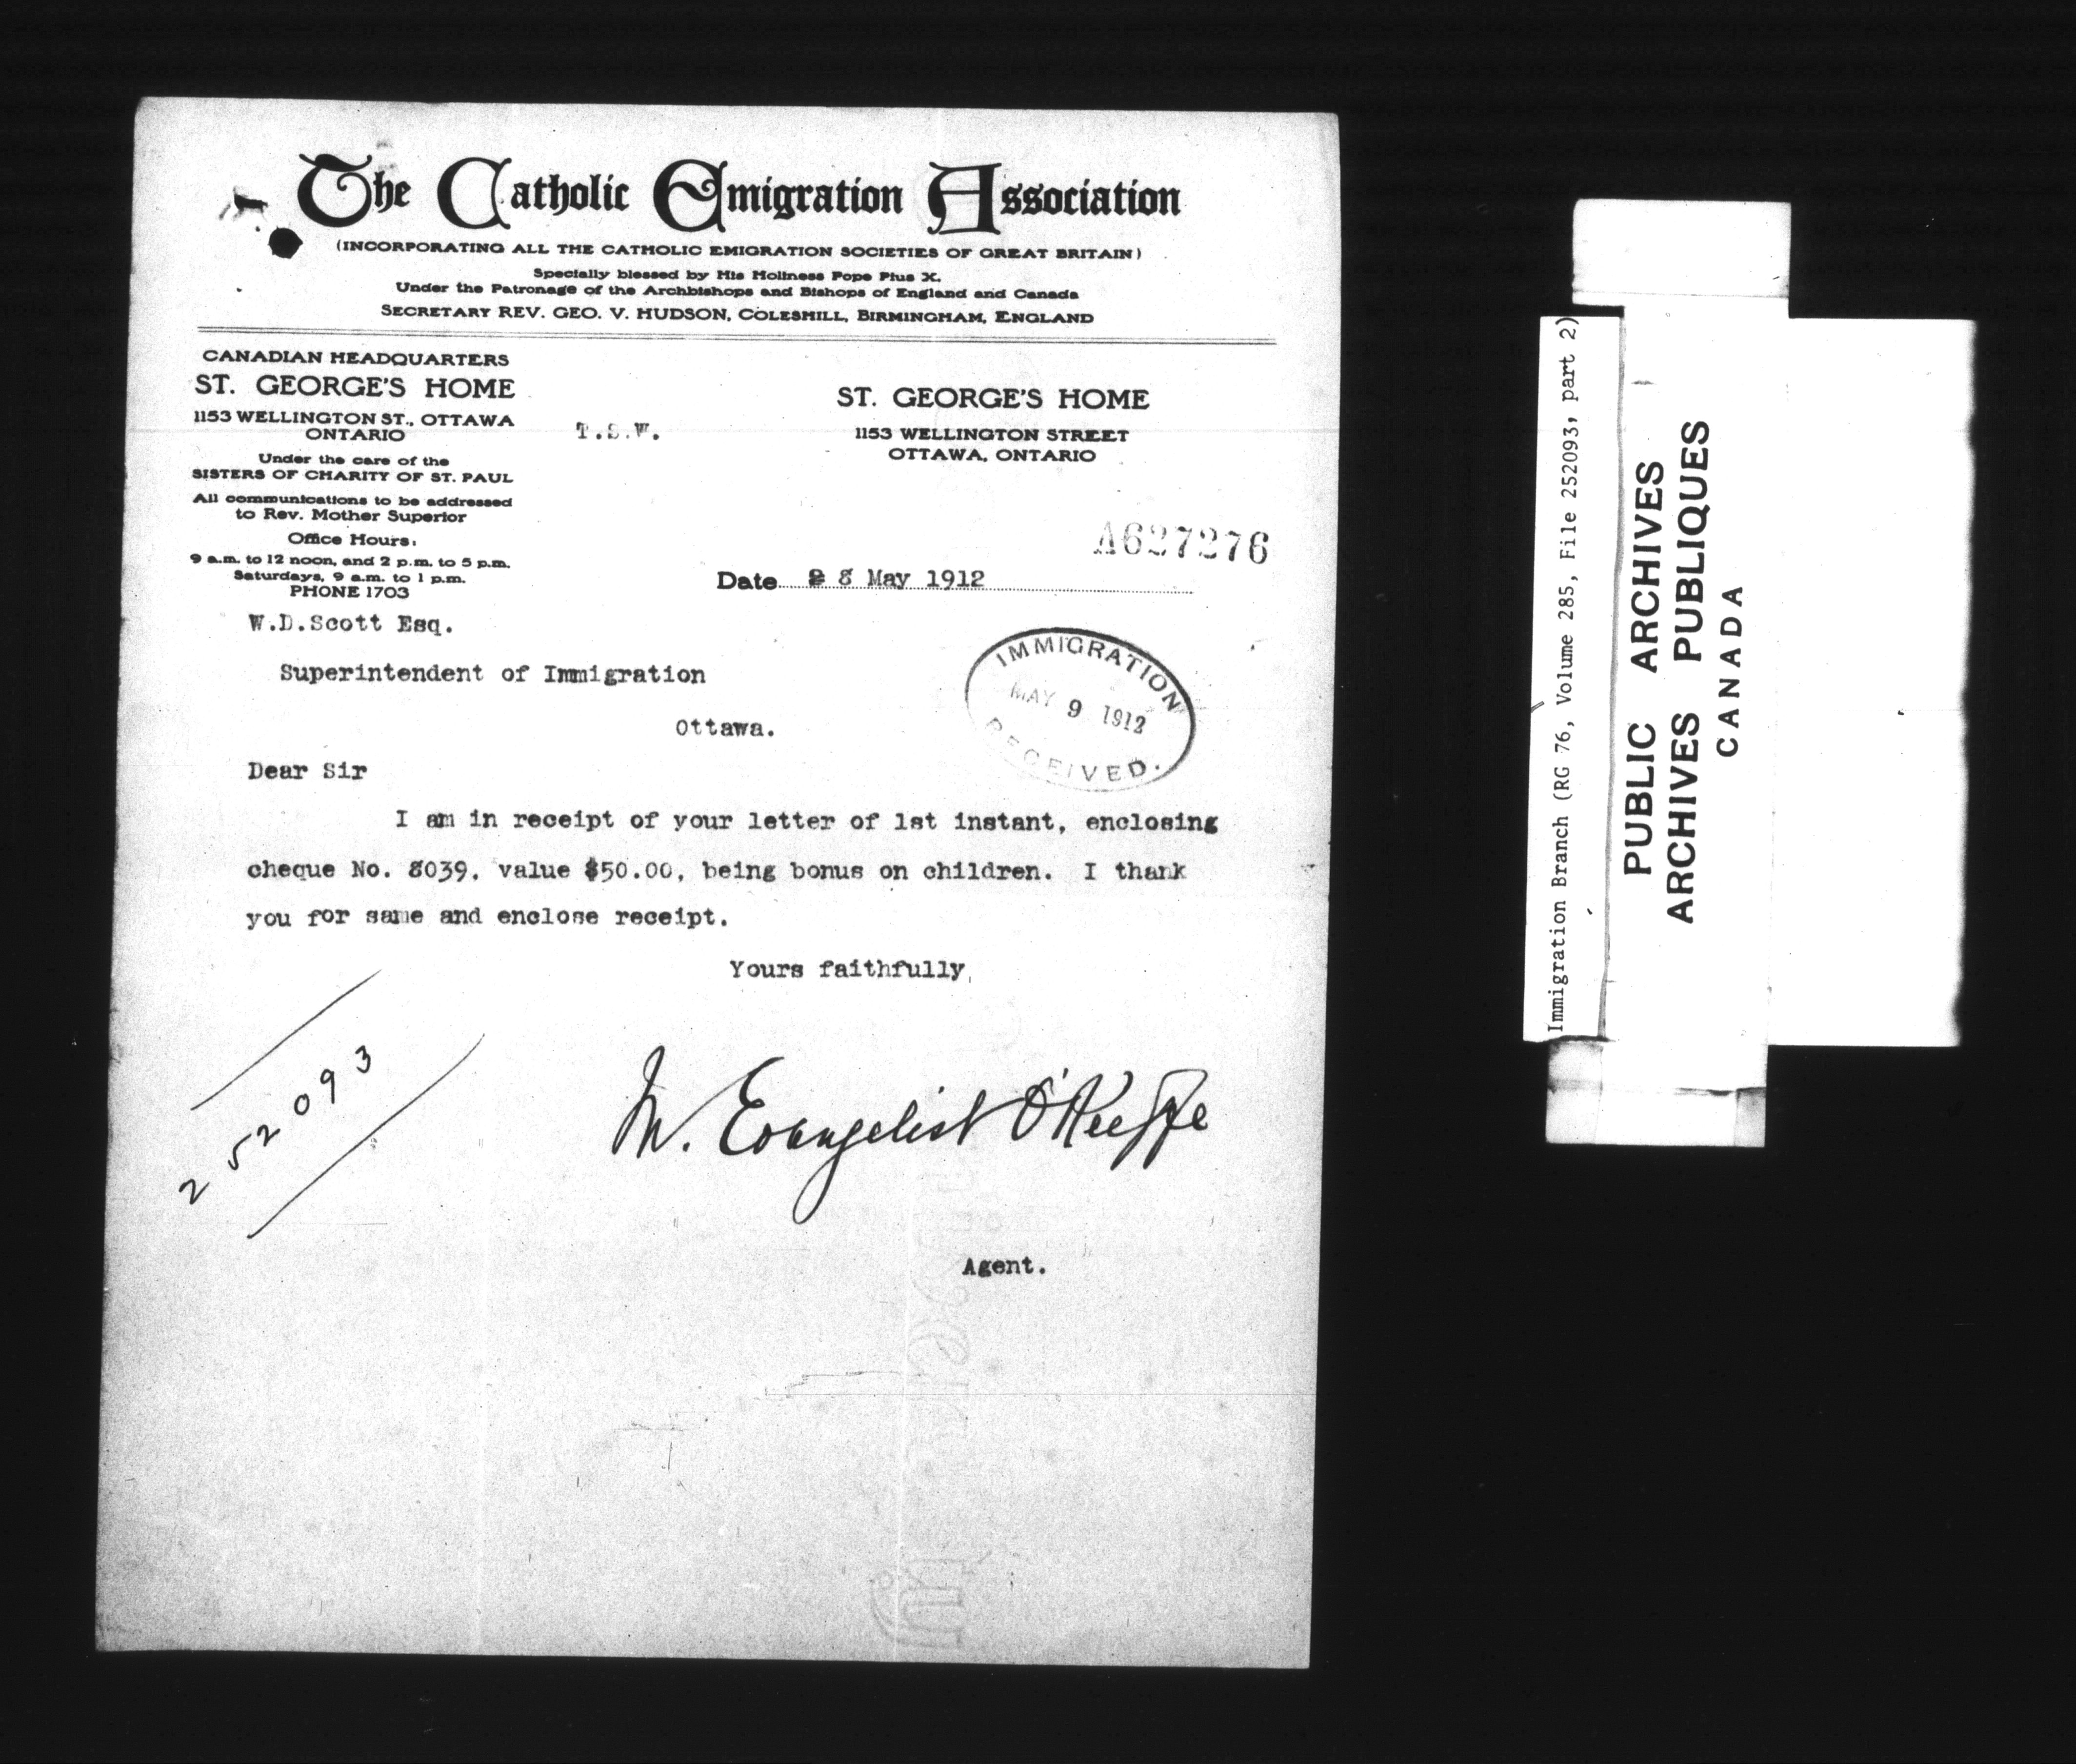 The Catholic Emigration Association
(INCORPORATING ALL THE CATHOLIC EMIGRATION SOCIETIES OF GREAT BRITAIN)
Specially blessed by His Holiness Pope Pius X.
Under the Patronage of the Archbishops and Bishops of England and Canada
SECRETARY REV. GEO. V. HUDSON, COLESHILL, BIRMINGHAM, ENGLAND
CANADIAN HEADQUARTERS
ST. GEORGE'S HOME
1153 WELLINGTON ST., OTTAWA
ONTARIO
Under the care of the
SISTERS OF CHARITY OF ST. PAUL
All communications to be addressed
to Rev. Mother Superior
Office Hours:
9 a.m. to 12 noon, and 2 p.m. to 5 p.m.
Saturdays, 9 a.m. to 1 p.m.
PHONE 1703
T.S.W.
ST. GEORGE'S HOME
1153 WELLINGTON STREET
OTTAWA, ONTARIO
A627276
Date 8 May 1912
W.D.Scott Esq.
Superintendent of Immigration
Ottawa.
IMMIGRATION
MAY 9 1912
RECEIVED.
Dear Sir
I am in receipt of your letter of 1st instant, enclosing
cheque No. 8039, value $50.00, being bonus on children. I thank
you for same and enclose receipt.
Yours faithfully,
252093
M. Evangelist O'Keeffe
Agent.
Immigration Branch (RG 76, Volume 285, File 252093, part 2)
PUBLIC ARCHIVES
ARCHIVES PUBLIQUES
CANADA